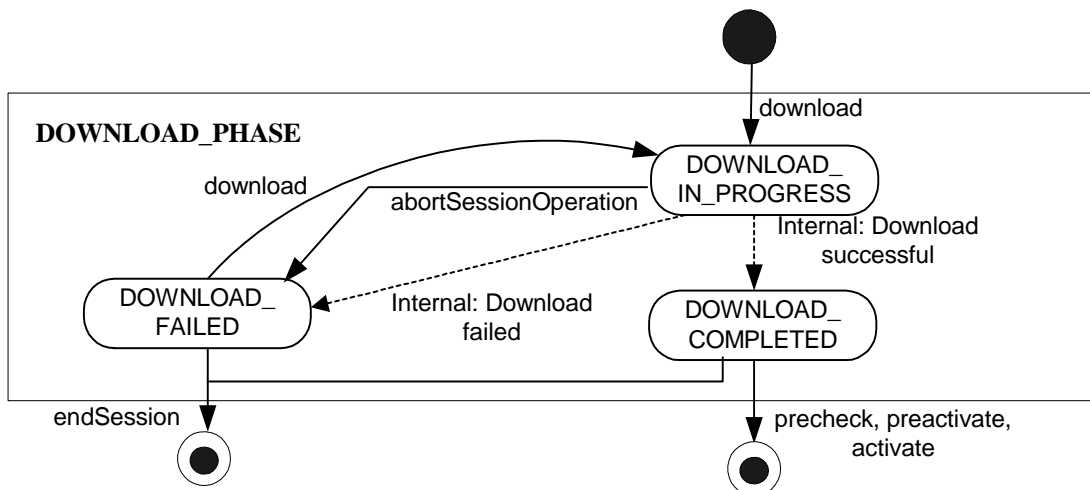 download
DOWNLOAD_PHASE
DOWNLOAD_
IN_PROGRESS
download
abortSessionOperation
Internal: Download
successful
DOWNLOAD_
FAILED
Internal: Download
failed
DOWNLOAD_
COMPLETED
endSession
precheck, preactivate,
activate